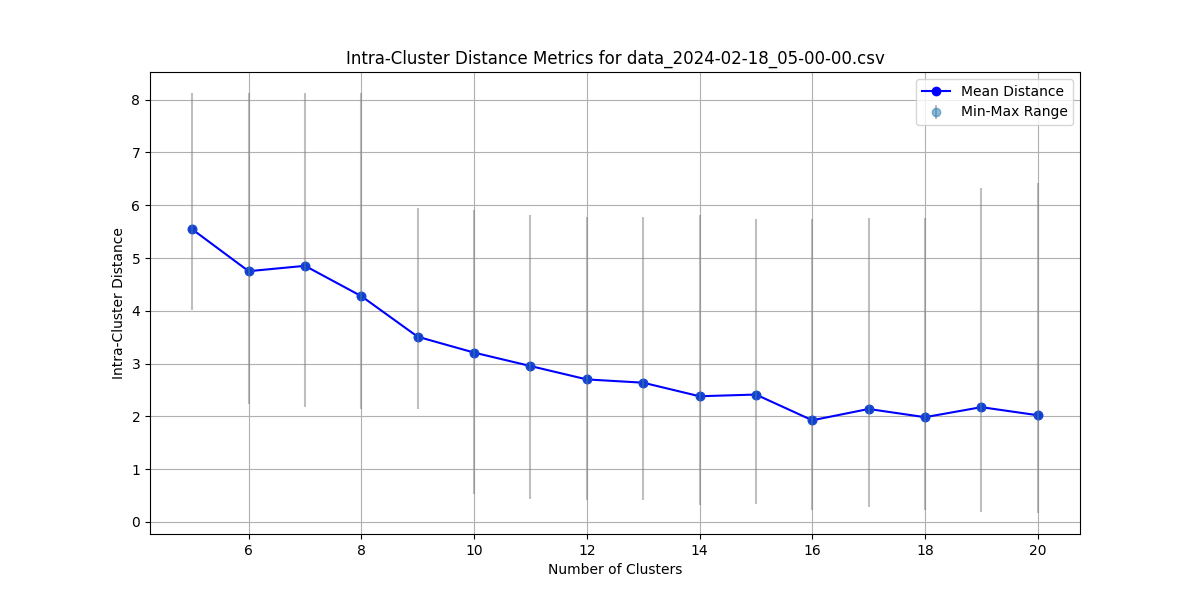 Intra-Cluster Distance Metrics for data_2024-02-18_05-00-00.csv
Mean Distance
Min-Max Range
Intra-Cluster Distance
8
7
6
5
4
3
2
1
0
6 8 10 12 14 16 18 20
Number of Clusters